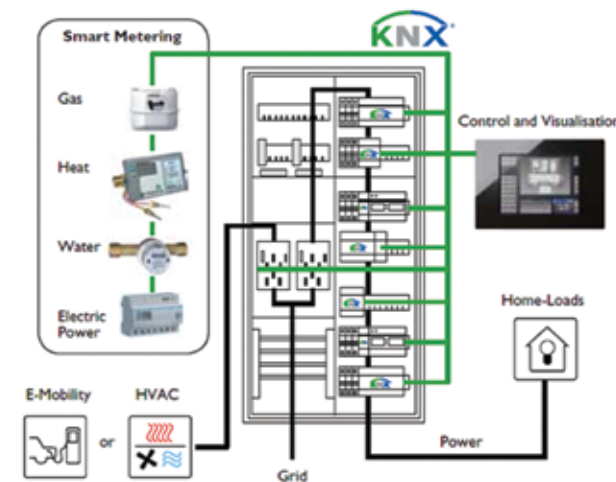 Smart Metering
KNX
Gas
Heat
Water
Electric
Power
Control and Visualisation
Home-Loads
E-Mobility
or
HVAC
Power
Grid